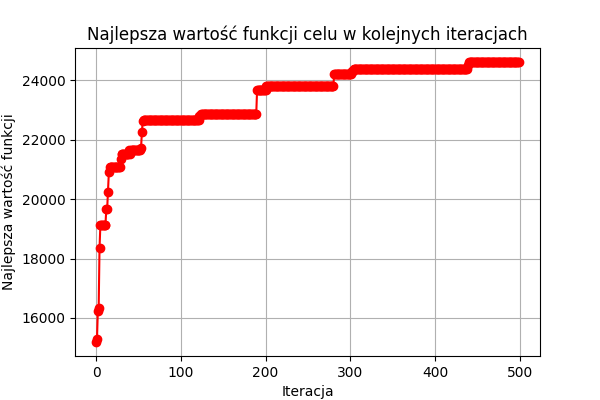 Najlepsza wartość funkcji celu w kolejnych iteracjach
Najlepsza wartość funkcji
24000
22000
20000
18000
16000
0 100 200 300 400 500
Iteracja